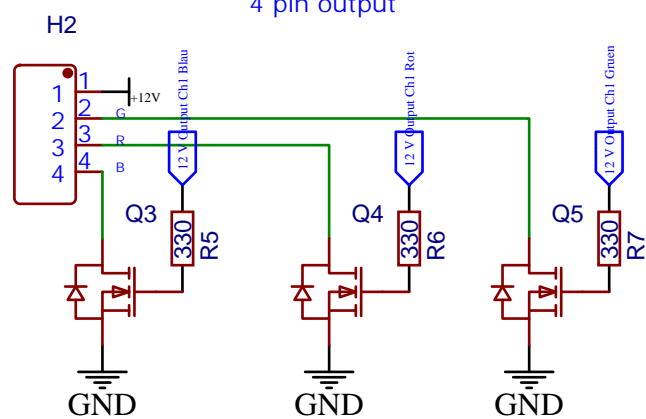 4 pin output
H2
1 1
+12V
2 2 G
3 3 R
4 4 B
12 V Output Ch1 Blau
12 V Output Ch1 Rot
12 V Output Ch1 Gruen
Q3 330 R5
Q4 330 R6
Q5 330 R7
GND GND GND